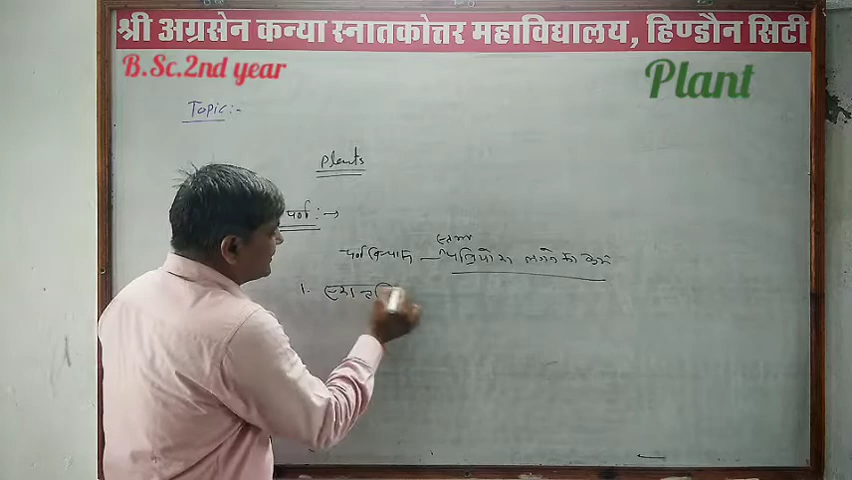 श्री अग्रसेन कन्या स्नातकोत्तर महाविद्यालय, हिण्डौन सिटी
B.Sc.2nd year
Plant
Topic:-
Plants
पर्ण :→
स्तम्भ
पर्ण विन्यास — पत्तियों का लगने का क्रम
1.